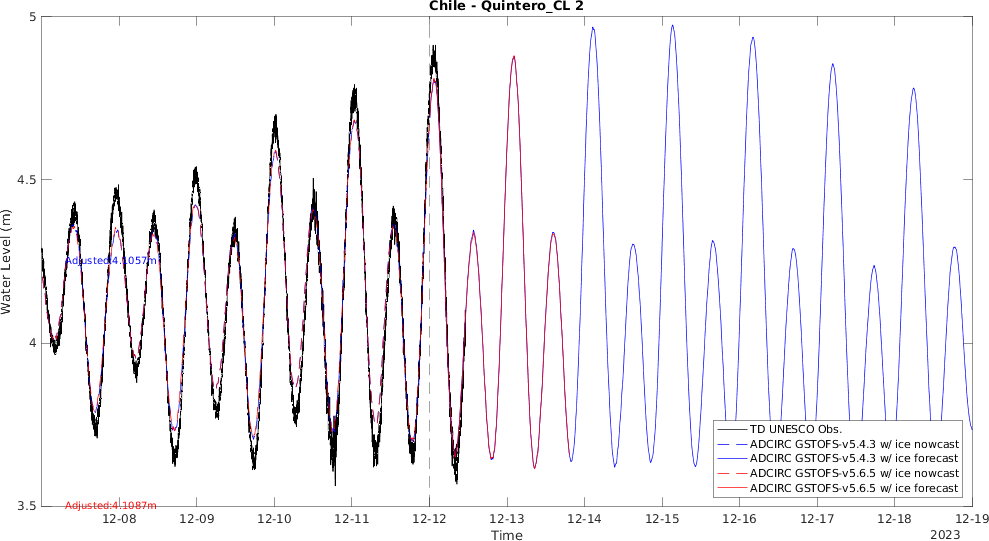 Chile - Quintero_CL 2
5
4.5
4
3.5
Water Level (m)
Adjusted:4.1057m
Adjusted:4.1087m
TD UNESCO Obs.
ADCIRC GSTOFS-v5.4.3 w/ ice nowcast
ADCIRC GSTOFS-v5.4.3 w/ ice forecast
ADCIRC GSTOFS-v5.6.5 w/ ice nowcast
ADCIRC GSTOFS-v5.6.5 w/ ice forecast
12-08 12-09 12-10 12-11 12-12 12-13 12-14 12-15 12-16 12-17 12-18 12-19
Time
2023